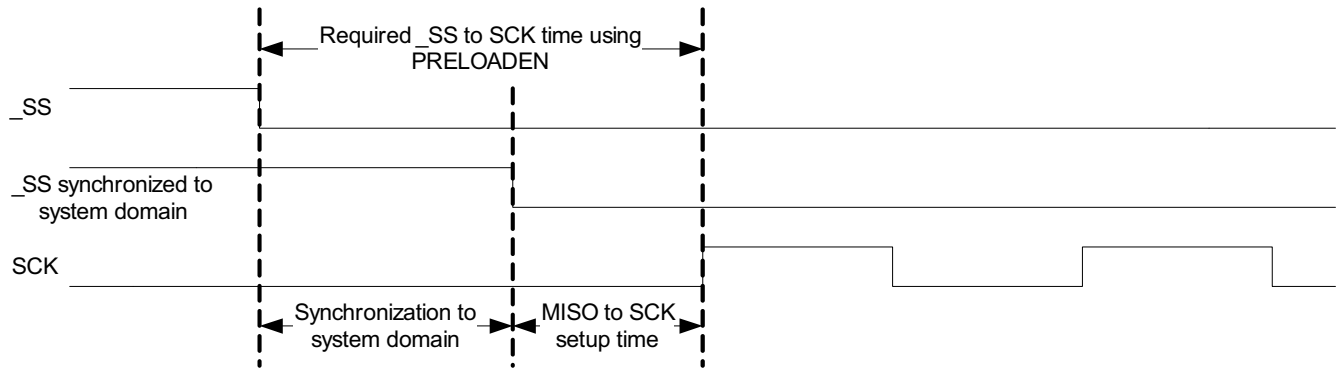 Required _SS to SCK time using
PRELOADEN
_SS
_SS synchronized to
system domain
SCK
Synchronization to
system domain
MISO to SCK
setup time